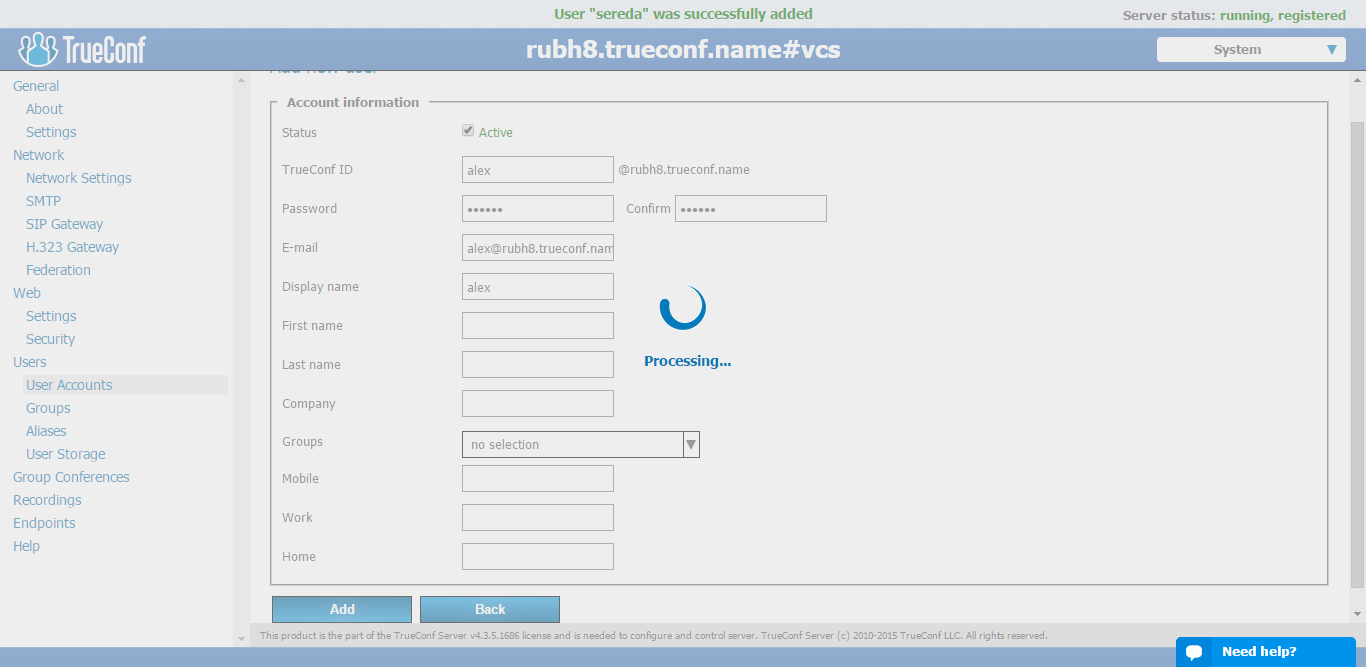 User "sereda" was successfully added
Server status: running, registered
TrueConf
rubh8.trueconf.name#vcs
System
General
About
Settings
Network
Network Settings
SMTP
SIP Gateway
H.323 Gateway
Federation
Web
Settings
Security
Users
User Accounts
Groups
Aliases
User Storage
Group Conferences
Recordings
Endpoints
Help
Add new user
Account information
Status Active
TrueConf ID alex @rubh8.trueconf.name
Password •••••• Confirm ••••••
E-mail alex@rubh8.trueconf.nam
Display name alex
First name
Last name
Company
Groups no selection
Mobile
Work
Home
Processing...
Add Back
This product is the part of the TrueConf Server v4.3.5.1686 license and is needed to configure and control server. TrueConf Server (c) 2010-2015 TrueConf LLC. All rights reserved.
Need help?